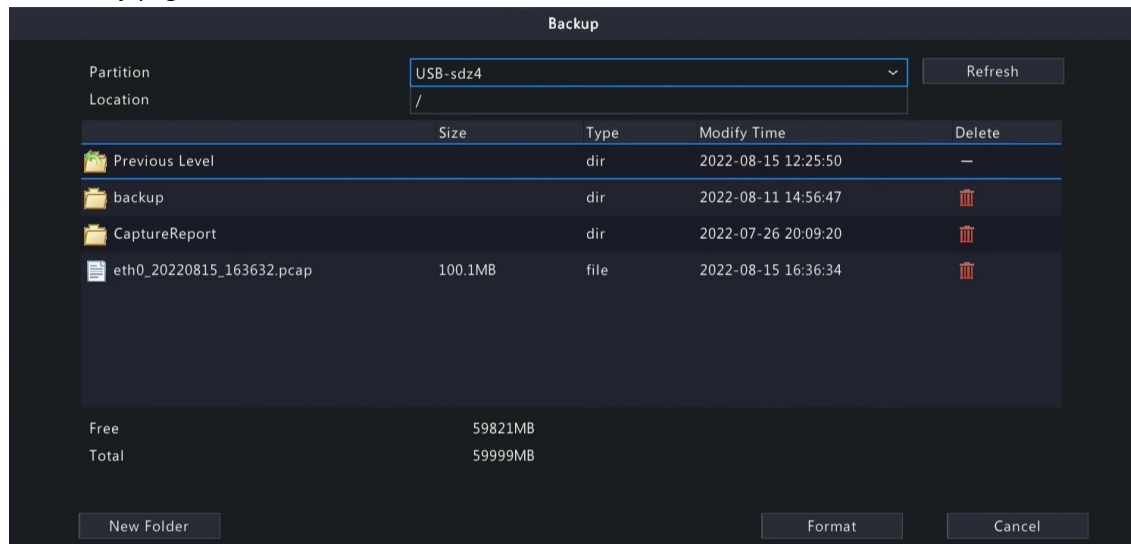 Backup
Partition USB-sdz4 Refresh
Location /
Size Type Modify Time Delete
Previous Level dir 2022-08-15 12:25:50 —
backup dir 2022-08-11 14:56:47
CaptureReport dir 2022-07-26 20:09:20
eth0_20220815_163632.pcap 100.1MB file 2022-08-15 16:36:34
Free 59821MB
Total 59999MB
New Folder Format Cancel